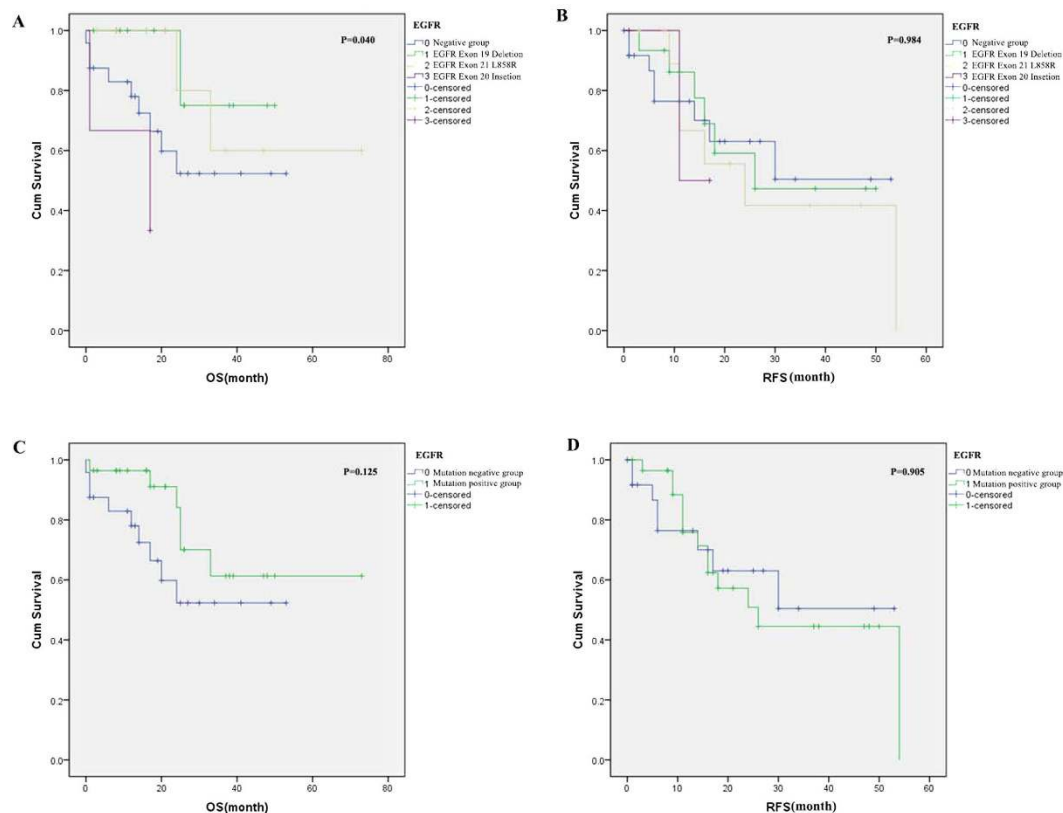 A
EGFR
P=0.040
0 Negative group
1 EGFR Exon 19 Deletion
2 EGFR Exon 21 L858R
3 EGFR Exon 20 Insetion
0-censored
1-censored
2-censored
3-censored
Cum Survival
1.0
0.8
0.6
0.4
0.2
0.0
0 20 40 60 80
OS(month)
B
EGFR
P=0.984
0 Negative group
1 EGFR Exon 19 Deletion
2 EGFR Exon 21 L858R
3 EGFR Exon 20 Insetion
0-censored
1-censored
2-censored
3-censored
Cum Survival
1.0
0.8
0.6
0.4
0.2
0.0
0 10 20 30 40 50 60
RFS(month)
C
EGFR
P=0.125
0 Mutation negative group
1 Mutation positive group
0-censored
1-censored
Cum Survival
1.0
0.8
0.6
0.4
0.2
0.0
0 20 40 60 80
OS(month)
D
EGFR
P=0.905
0 Mutation negative group
1 Mutation positive group
0-censored
1-censored
Cum Survival
1.0
0.8
0.6
0.4
0.2
0.0
0 10 20 30 40 50 60
RFS(month)